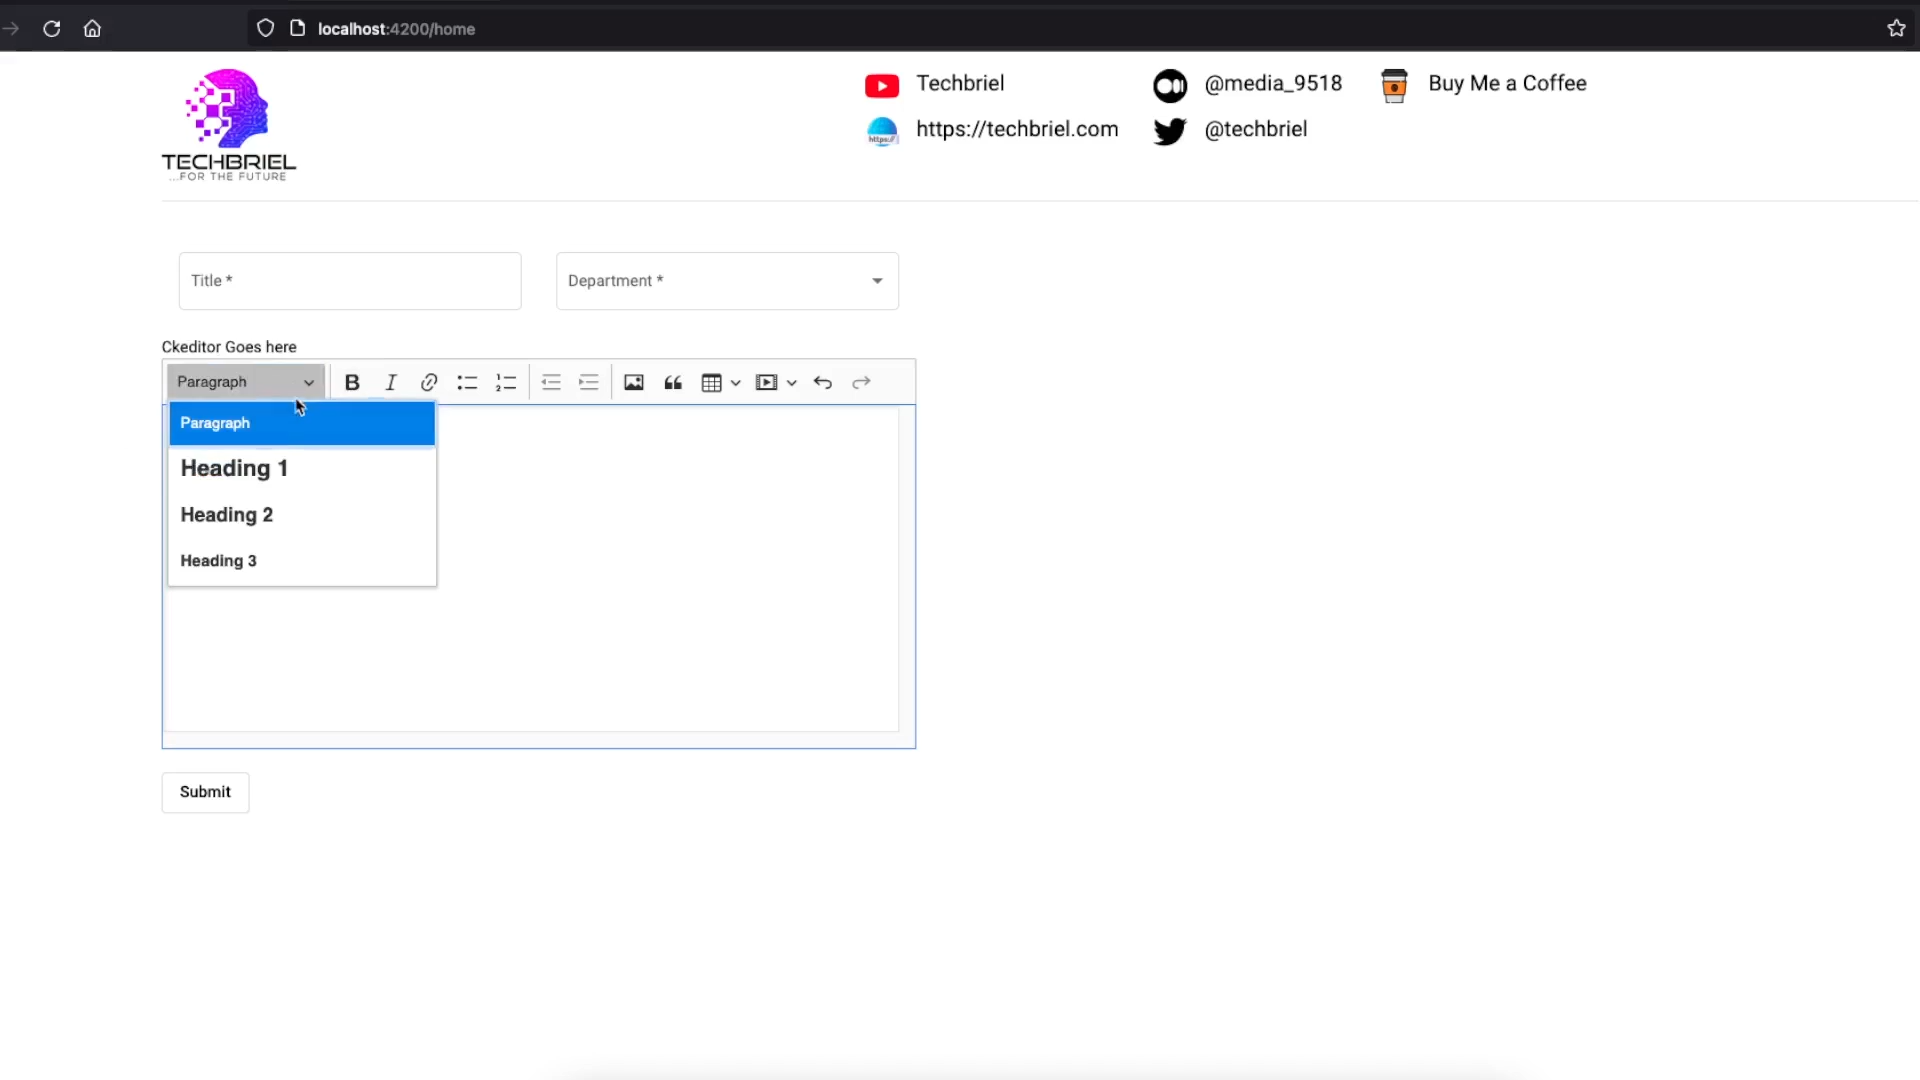 localhost:4200/home
TECHBRIEL
...FOR THE FUTURE
Techbriel
@media_9518
Buy Me a Coffee
https://
https://techbriel.com
@techbriel
Title *
Department *
Ckeditor Goes here
Paragraph
Paragraph
Heading 1
Heading 2
Heading 3
Submit